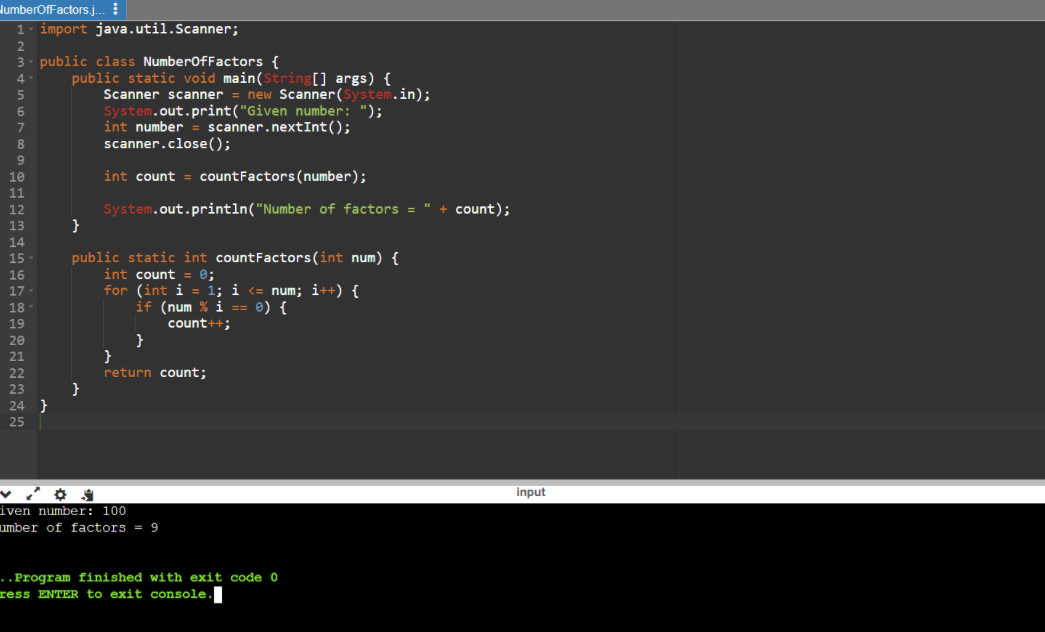 NumberOfFactors.j...
1 import java.util.Scanner;
2
3 public class NumberOfFactors {
4     public static void main(String[] args) {
5         Scanner scanner = new Scanner(System.in);
6         System.out.print("Given number: ");
7         int number = scanner.nextInt();
8         scanner.close();
9
10         int count = countFactors(number);
11
12         System.out.println("Number of factors = " + count);
13     }
14
15     public static int countFactors(int num) {
16         int count = 0;
17         for (int i = 1; i <= num; i++) {
18             if (num % i == 0) {
19                 count++;
20             }
21         }
22         return count;
23     }
24 }
25
input
iven number: 100
umber of factors = 9
..Program finished with exit code 0
ress ENTER to exit console.